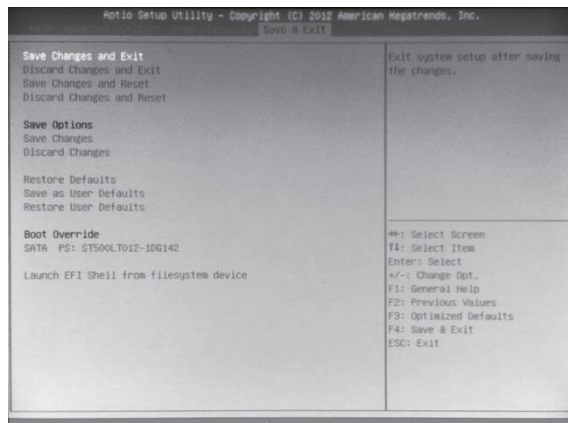 Aptio Setup Utility - Copyright (C) 2012 American Megatrends, Inc.
Save & Exit
Save Changes and Exit
Discard Changes and Exit
Save Changes and Reset
Discard Changes and Reset
Save Options
Save Changes
Discard Changes
Restore Defaults
Save as User Defaults
Restore User Defaults
Boot Override
SATA PS: ST500LT012-1DG142
Launch EFI Shell from filesystem device
Exit system setup after saving
the changes.
↔: Select Screen
↑↓: Select Item
Enter: Select
+/-: Change Opt.
F1: General Help
F2: Previous Values
F3: Optimized Defaults
F4: Save & Exit
ESC: Exit